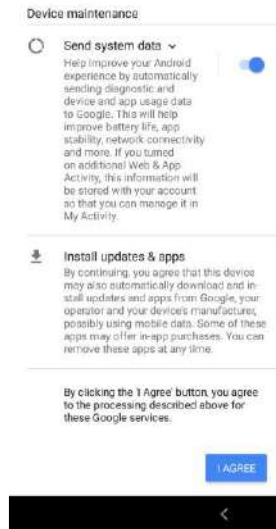 Device maintenance
Send system data
Help improve your Android
experience by automatically
sending diagnostic and
device and app usage data
to Google. This will help
improve battery life, app
stability, network connectivity
and more. If you turned
on additional Web & App
Activity, this information will
be stored with your account
so that you can manage it in
My Activity.
Install updates & apps
By continuing, you agree that this device
may also automatically download and in-
stall updates and apps from Google, your
operator and your device's manufacturer,
possibly using mobile data. Some of these
apps may offer in-app purchases. You can
remove these apps at any time.
By clicking the 'I Agree' button, you agree
to the processing described above for
these Google services.
I AGREE